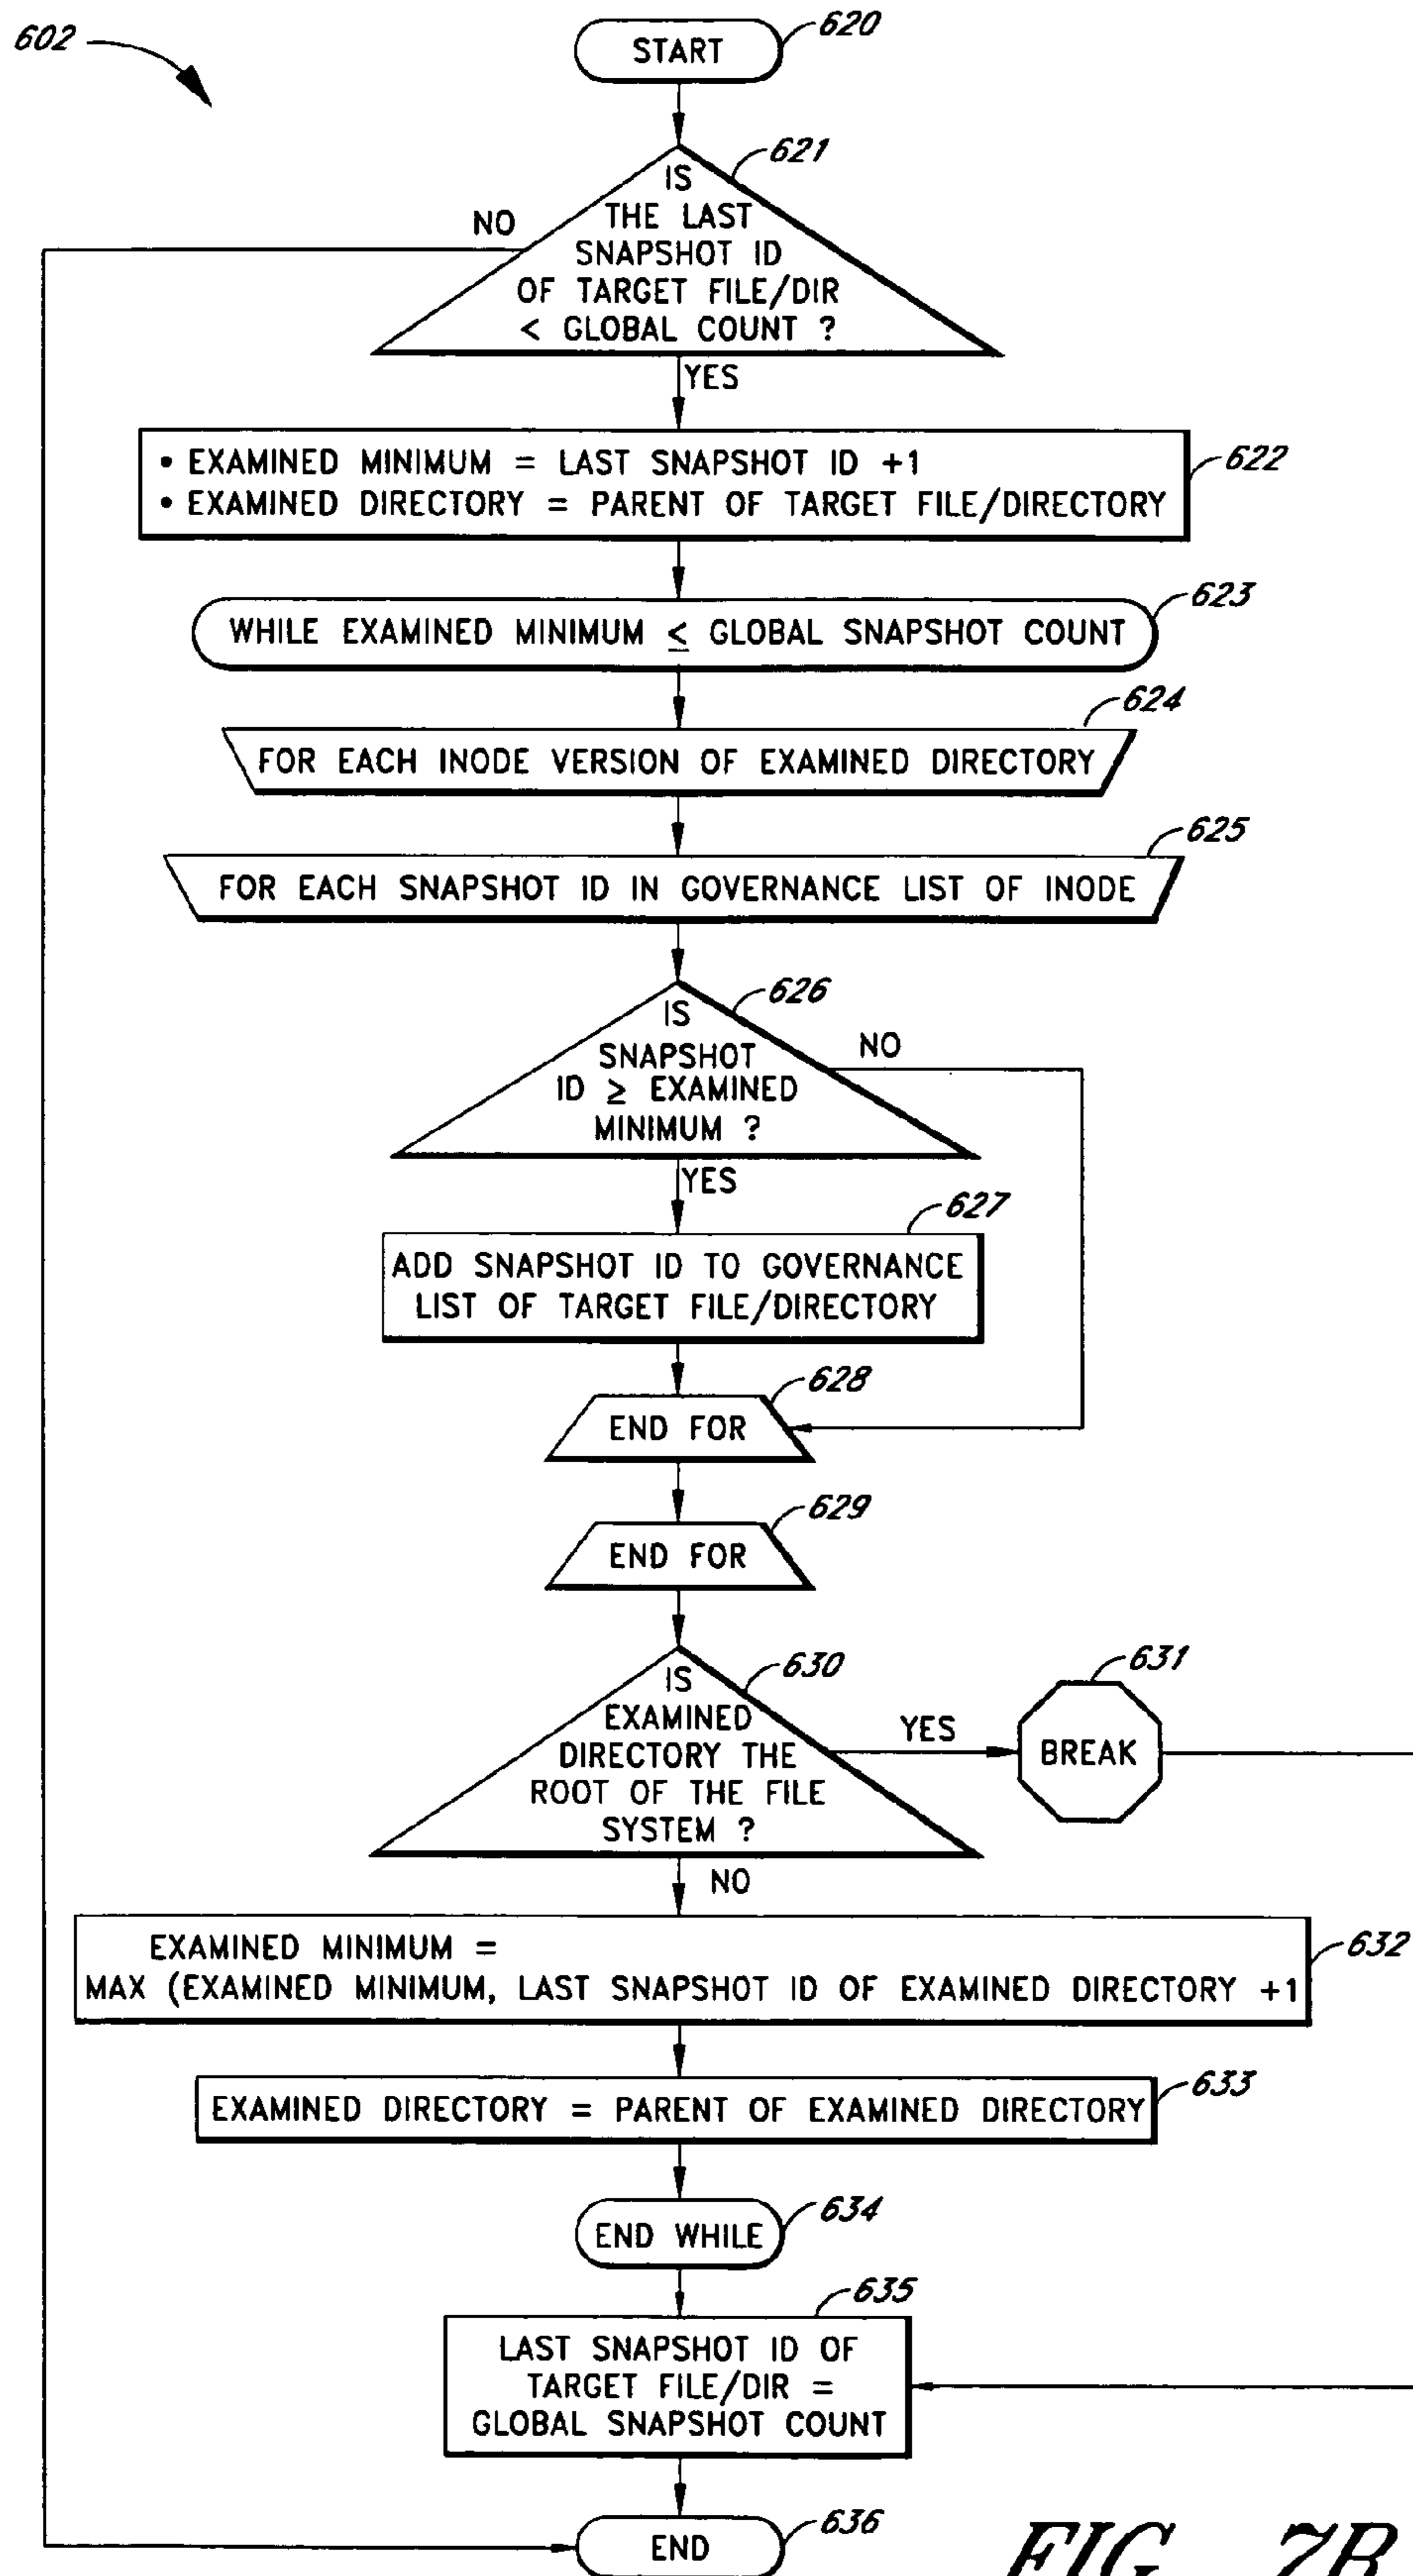 602
START
620
621
IS
THE LAST
SNAPSHOT ID
OF TARGET FILE/DIR
< GLOBAL COUNT ?
NO
YES
• EXAMINED MINIMUM = LAST SNAPSHOT ID +1
• EXAMINED DIRECTORY = PARENT OF TARGET FILE/DIRECTORY
622
623
WHILE EXAMINED MINIMUM ≤ GLOBAL SNAPSHOT COUNT
624
FOR EACH INODE VERSION OF EXAMINED DIRECTORY
625
FOR EACH SNAPSHOT ID IN GOVERNANCE LIST OF INODE
626
IS
SNAPSHOT
ID ≥ EXAMINED
MINIMUM ?
NO
YES
627
ADD SNAPSHOT ID TO GOVERNANCE
LIST OF TARGET FILE/DIRECTORY
628
END FOR
629
END FOR
630
IS
EXAMINED
DIRECTORY THE
ROOT OF THE FILE
SYSTEM ?
YES
631
BREAK
NO
632
EXAMINED MINIMUM =
MAX (EXAMINED MINIMUM, LAST SNAPSHOT ID OF EXAMINED DIRECTORY +1
633
EXAMINED DIRECTORY = PARENT OF EXAMINED DIRECTORY
634
END WHILE
635
LAST SNAPSHOT ID OF
TARGET FILE/DIR =
GLOBAL SNAPSHOT COUNT
636
END
FIG. 7B